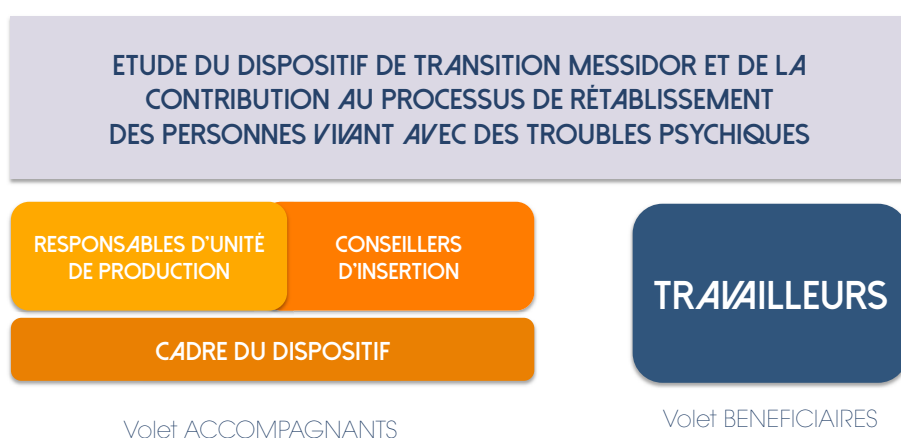 ETUDE DU DISPOSITIF DE TRANSITION MESSIDOR ET DE LA
CONTRIBUTION AU PROCESSUS DE RÉTABLISSEMENT
DES PERSONNES VIVANT AVEC DES TROUBLES PSYCHIQUES
RESPONSABLES D'UNITÉ
DE PRODUCTION
CONSEILLERS
D'INSERTION
CADRE DU DISPOSITIF
TRAVAILLEURS
Volet ACCOMPAGNANTS
Volet BENEFICIAIRES